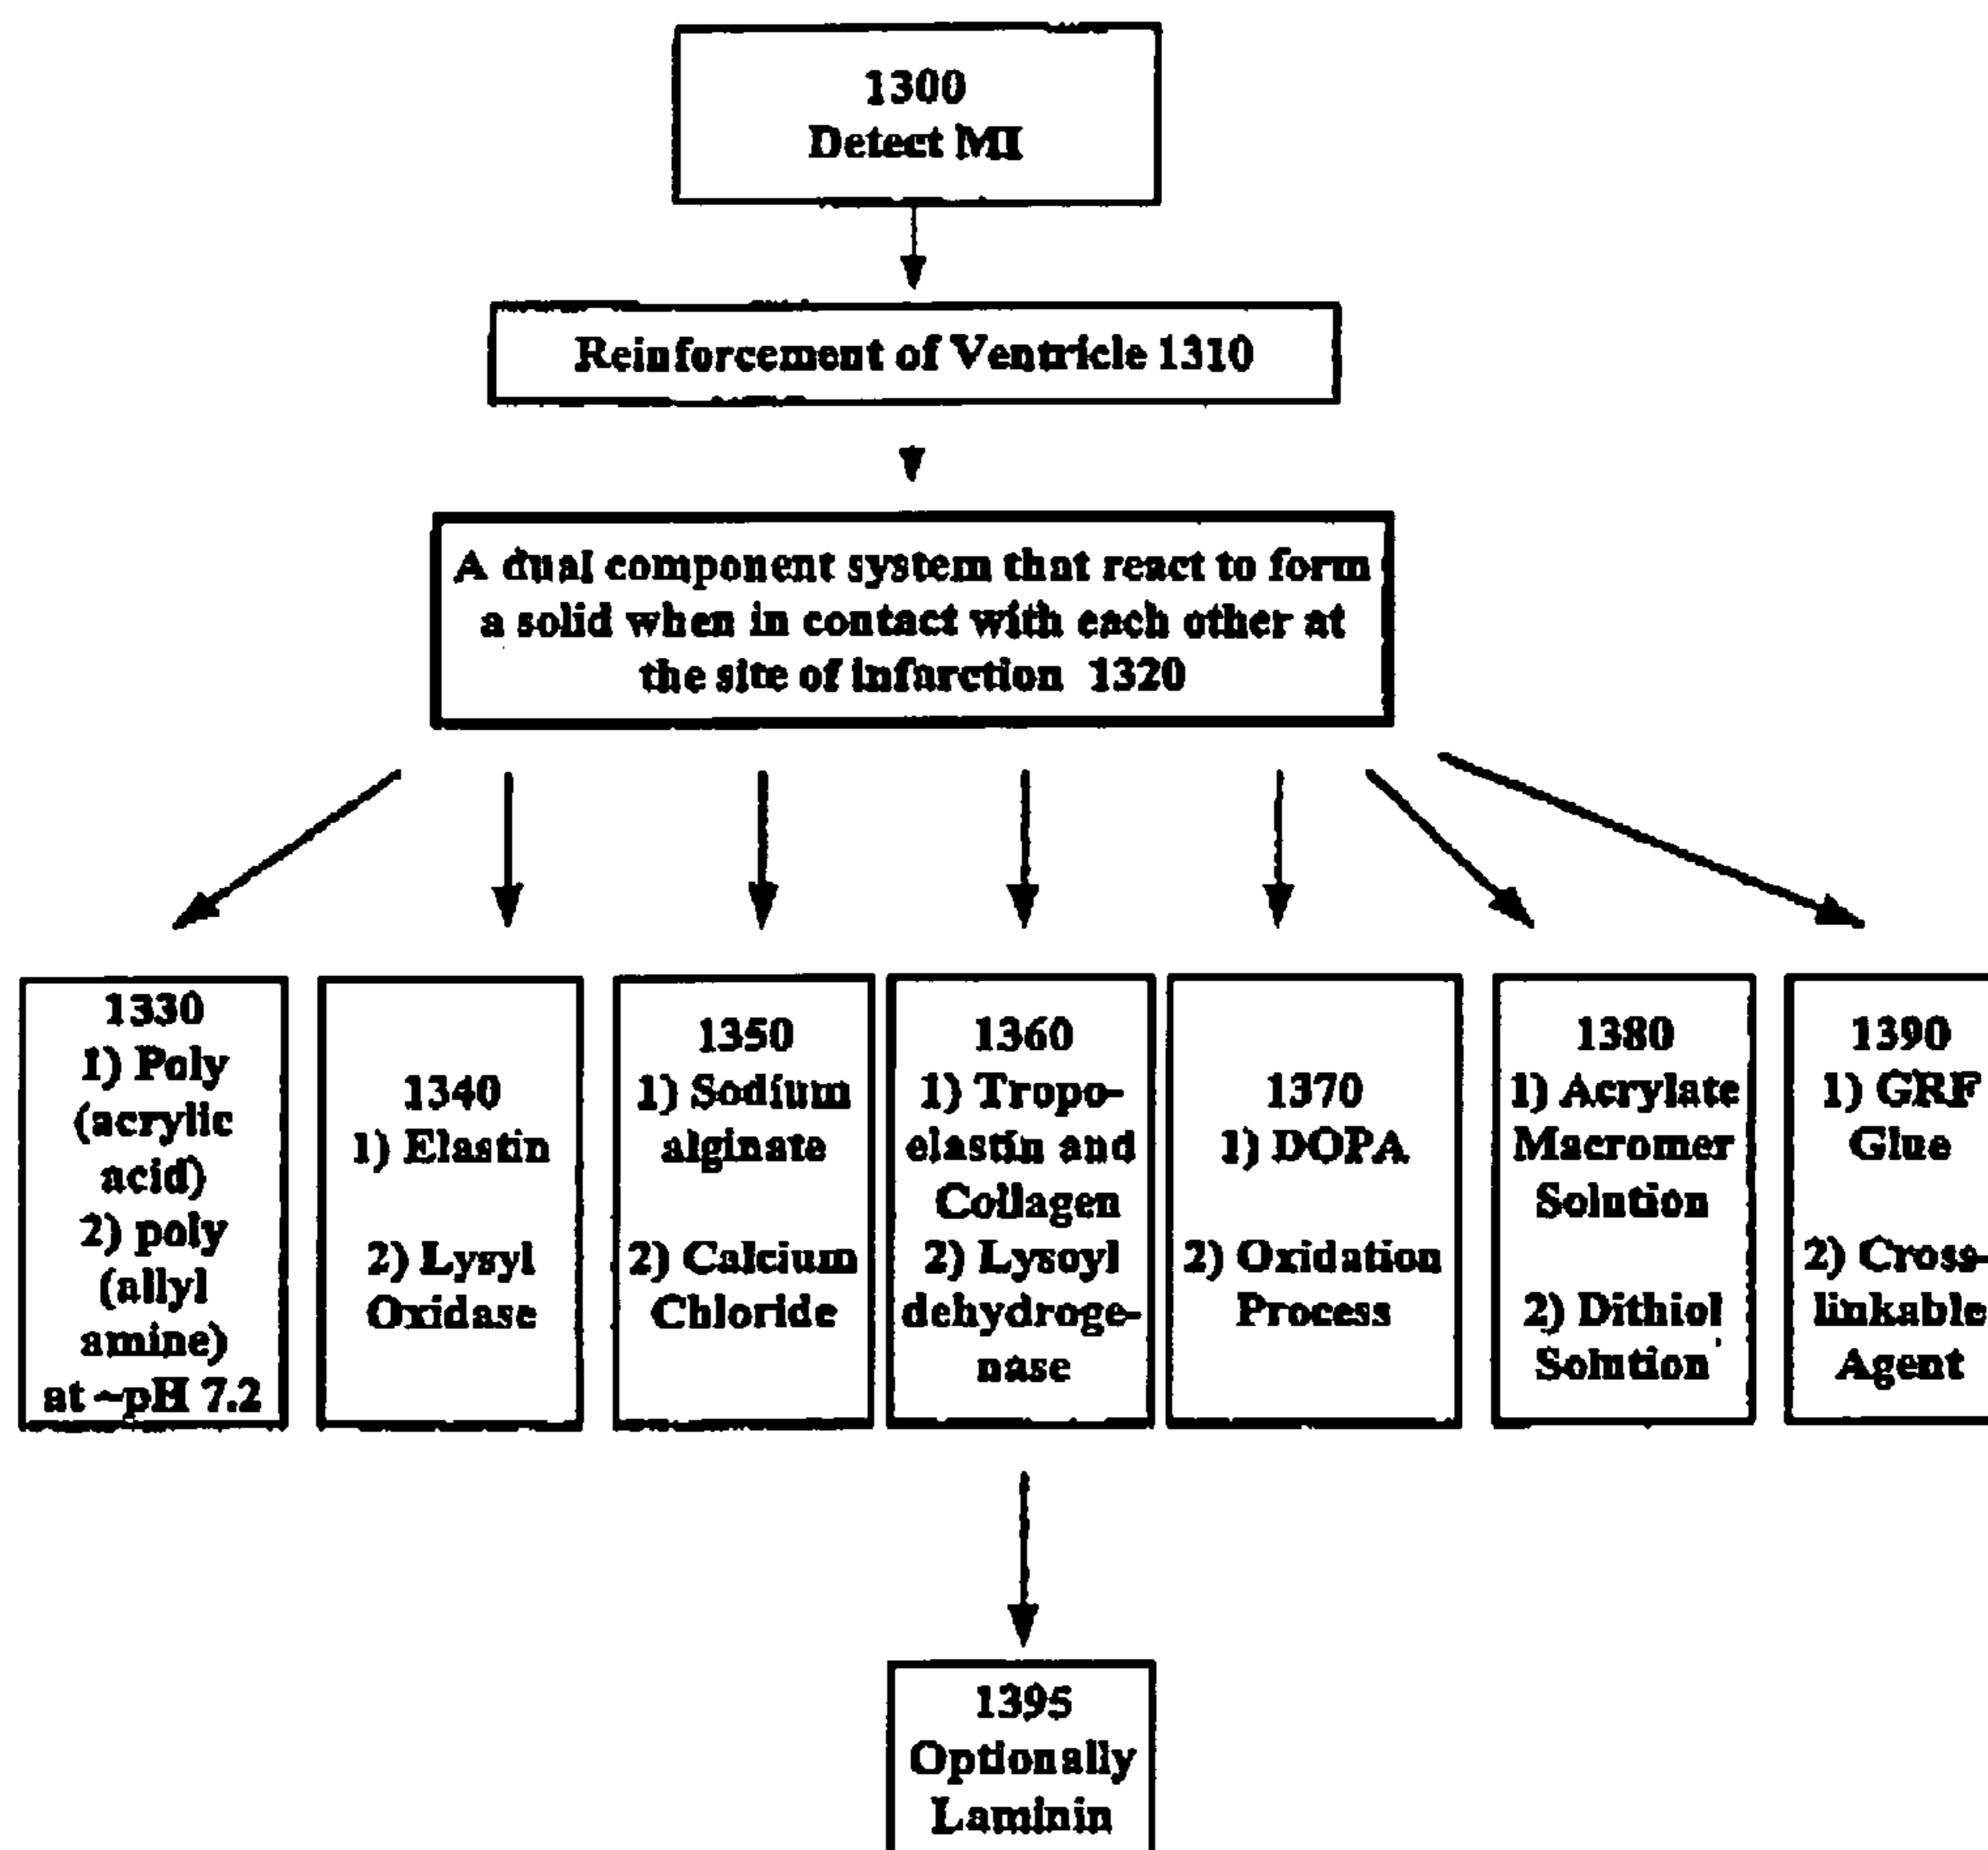 1300
Detect MI
Reinforcement of Ventricle 1310
A dual component system that react to form
a solid when in contact with each other at
the site of infarction 1320
1330
1) Poly
(acrylic
acid)
2) poly
(allyl
amine)
at ~pH 7.2
1340
1) Elastin
2) Lysyl
Oxidase
1350
1) Sodium
alginate
2) Calcium
Chloride
1360
1) Tropo-
elastin and
Collagen
2) Lysoyl
dehydroge-
nase
1370
1) DOPA
2) Oxidation
Process
1380
1) Acrylate
Macromer
Solution
2) Dithiol
Solution
1390
1) GRF
Glue
2) Cross-
linkable
Agent
1395
Optionally
Laminin